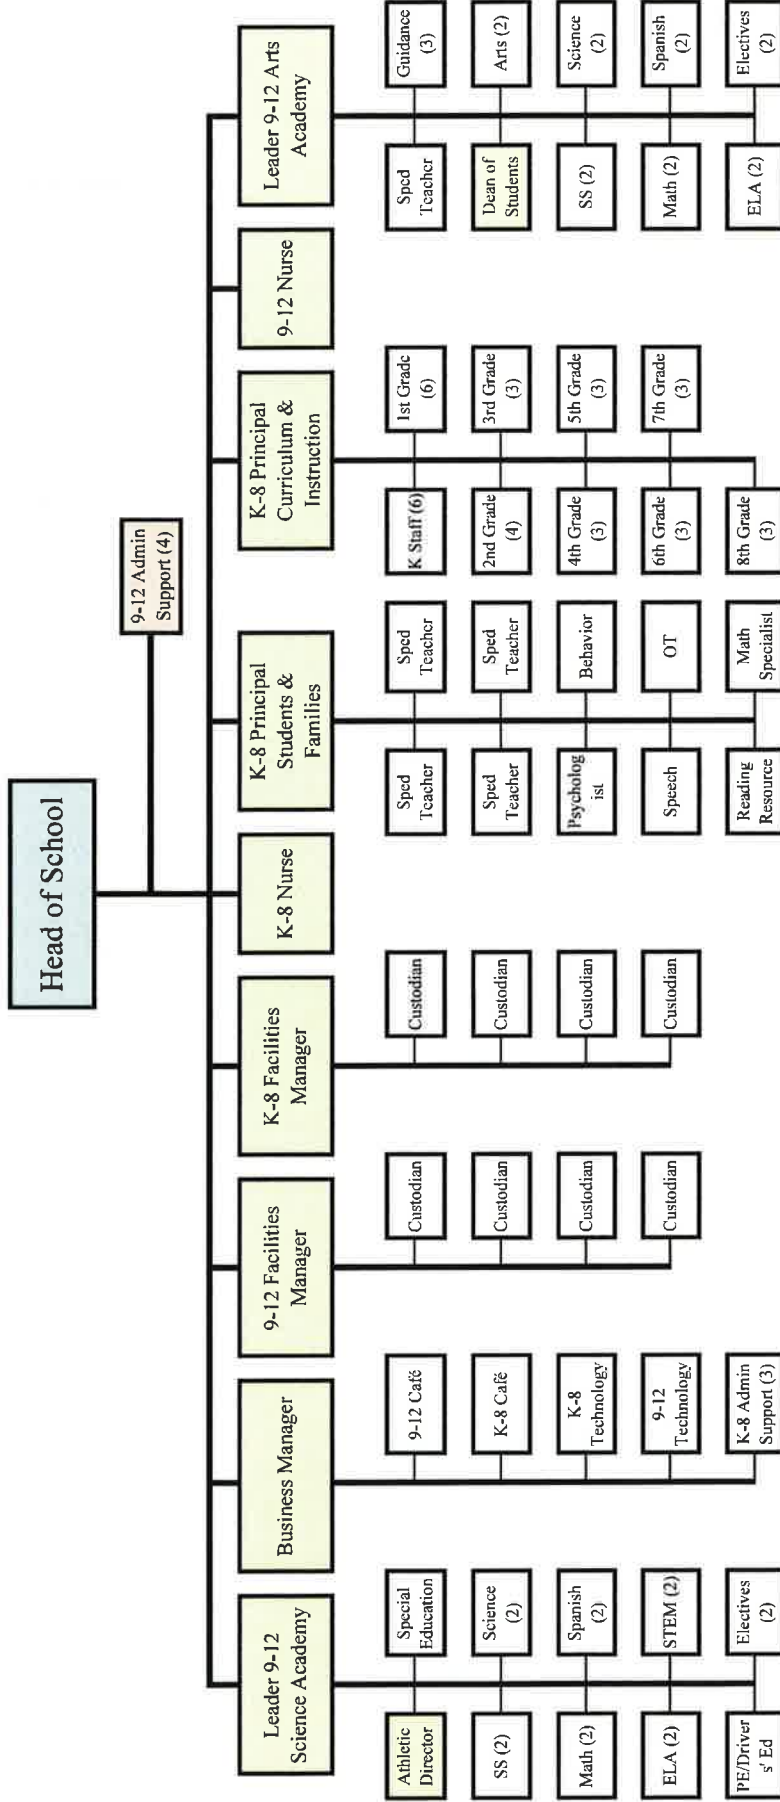 Head of School
9-12 Admin
Support (4)
Leader 9-12
Science Academy
Business Manager
9-12 Facilities
Manager
K-8 Facilities
Manager
K-8 Nurse
K-8 Principal
Students &
Families
K-8 Principal
Curriculum &
Instruction
9-12 Nurse
Leader 9-12 Arts
Academy
Athletic
Director
Special
Education
SS (2)
Science
(2)
Math (2)
Spanish
(2)
ELA (2)
STEM (2)
PE/Driver
s' Ed
Electives
(2)
9-12 Café
K-8 Café
K-8
Technology
9-12
Technology
K-8 Admin
Support (3)
Custodian
Custodian
Custodian
Custodian
Custodian
Custodian
Custodian
Custodian
Sped
Teacher
Sped
Teacher
Sped
Teacher
Sped
Teacher
Psycholog
ist
Behavior
Speech
OT
Reading
Resource
Math
Specialist
K Staff (6)
1st Grade
(6)
2nd Grade
(4)
3rd Grade
(3)
4th Grade
(3)
5th Grade
(3)
6th Grade
(3)
7th Grade
(3)
8th Grade
(3)
Sped
Teacher
Guidance
(3)
Dean of
Students
Arts (2)
SS (2)
Science
(2)
Math (2)
Spanish
(2)
ELA (2)
Electives
(2)